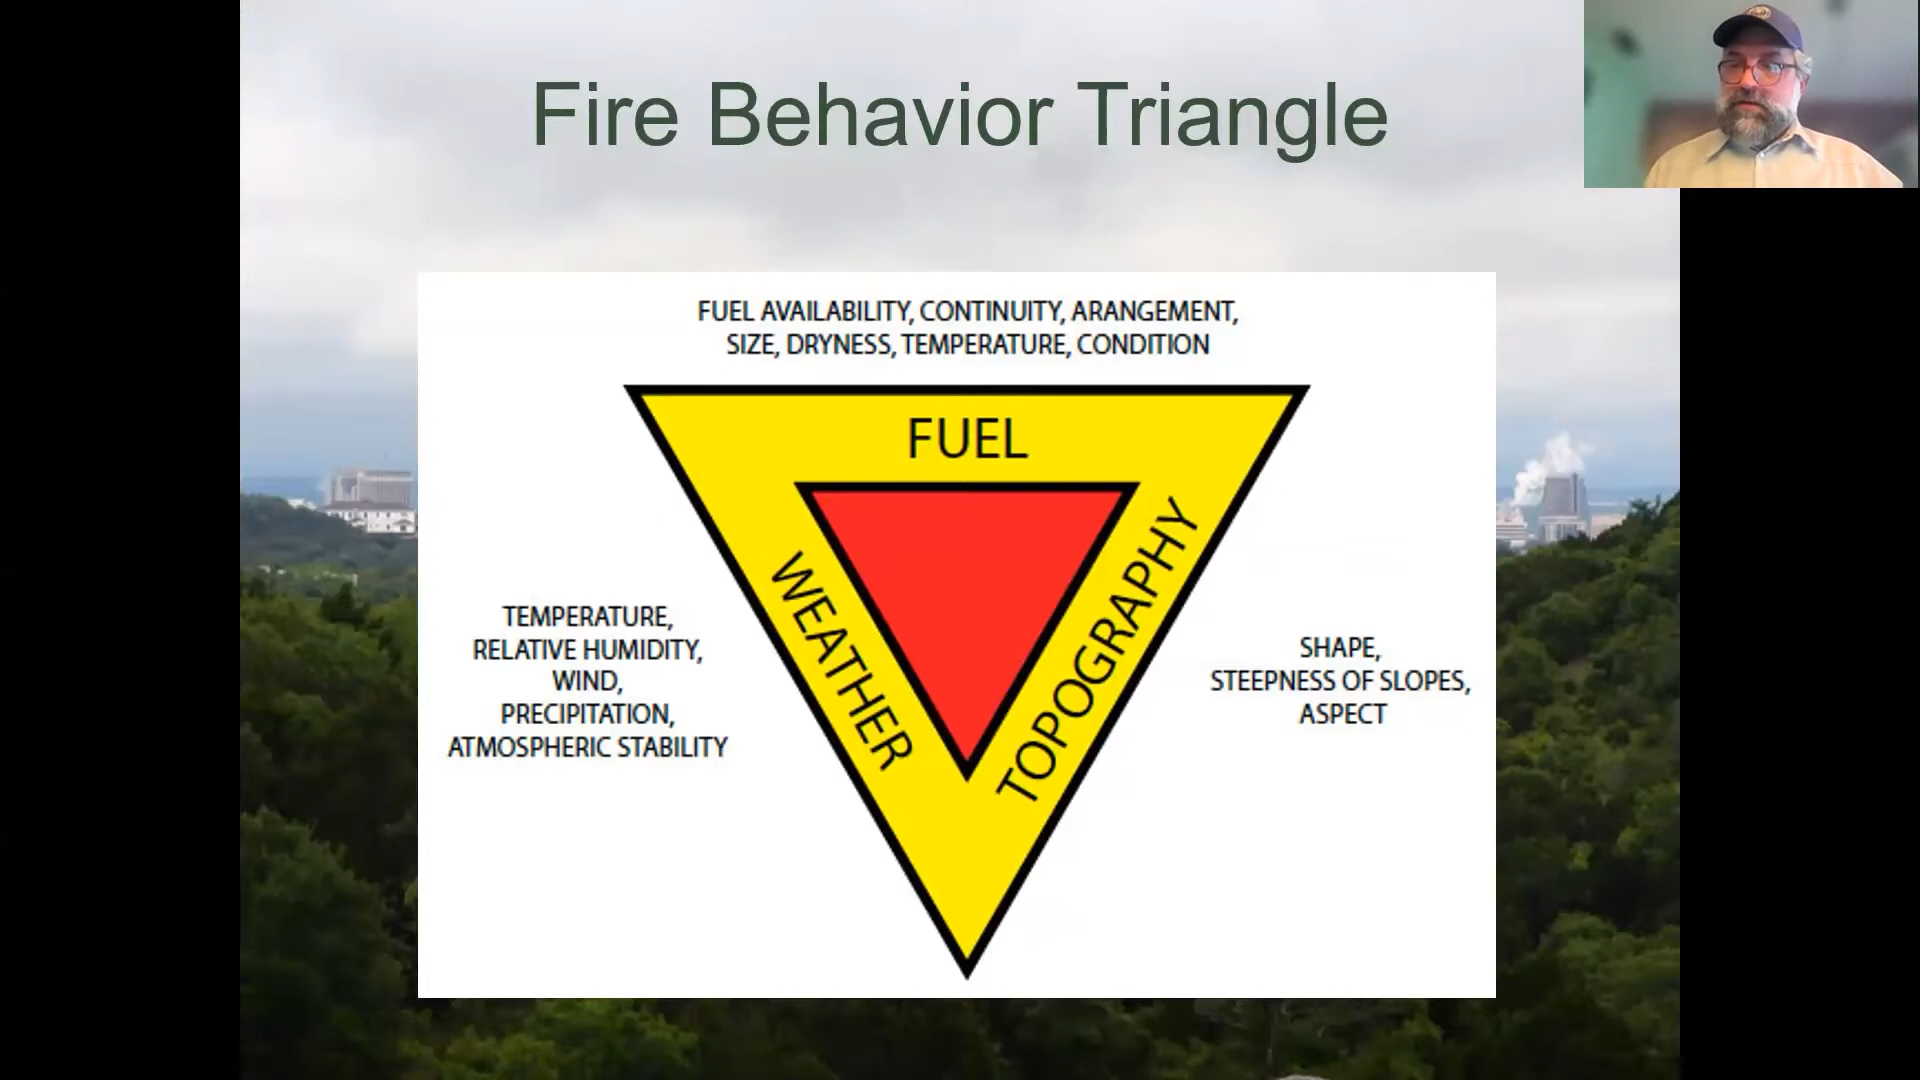 Fire Behavior Triangle
FUEL AVAILABILITY, CONTINUITY, ARANGEMENT,
SIZE, DRYNESS, TEMPERATURE, CONDITION
FUEL
WEATHER
TOPOGRAPHY
TEMPERATURE,
RELATIVE HUMIDITY,
WIND,
PRECIPITATION,
ATMOSPHERIC STABILITY
SHAPE,
STEEPNESS OF SLOPES,
ASPECT